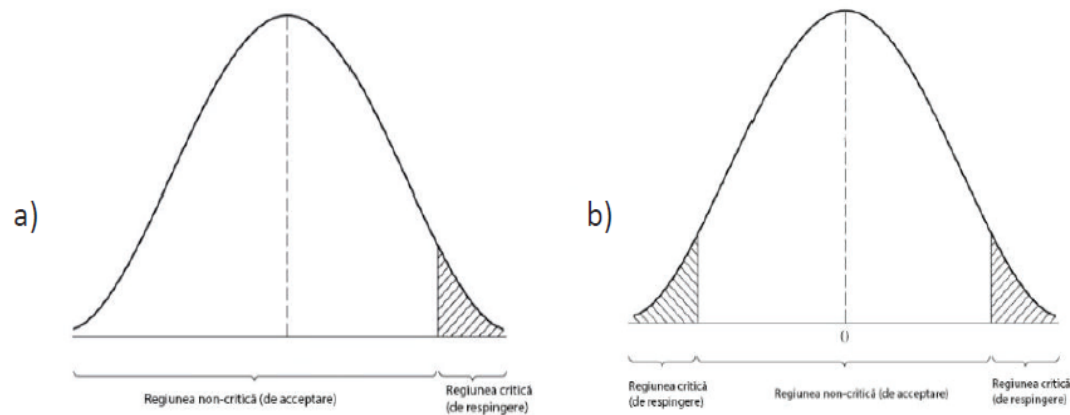 a)
Regiunea non-critică (de acceptare)
Regiunea critică
(de respingere)
b)
0
Regiunea critică
(de respingere)
Regiunea non-critică (de acceptare)
Regiunea critică
(de respingere)